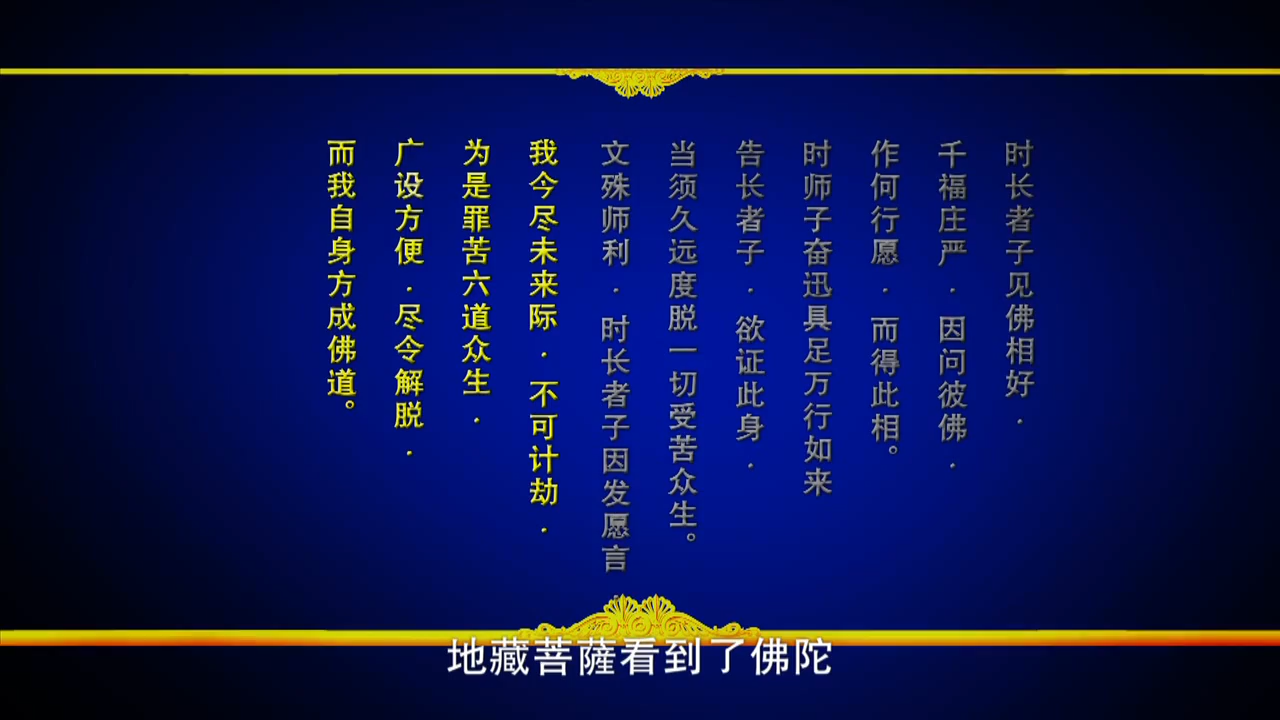 时长者子见佛相好．
千福庄严．因问彼佛．
作何行愿．而得此相。
时师子奋迅具足万行如来
告长者子．欲证此身．
当须久远度脱一切受苦众生。
文殊师利．时长者子因发愿言
我今尽未来际．不可计劫．
为是罪苦六道众生．
广设方便．尽令解脱．
而我自身方成佛道。
地藏菩萨看到了佛陀